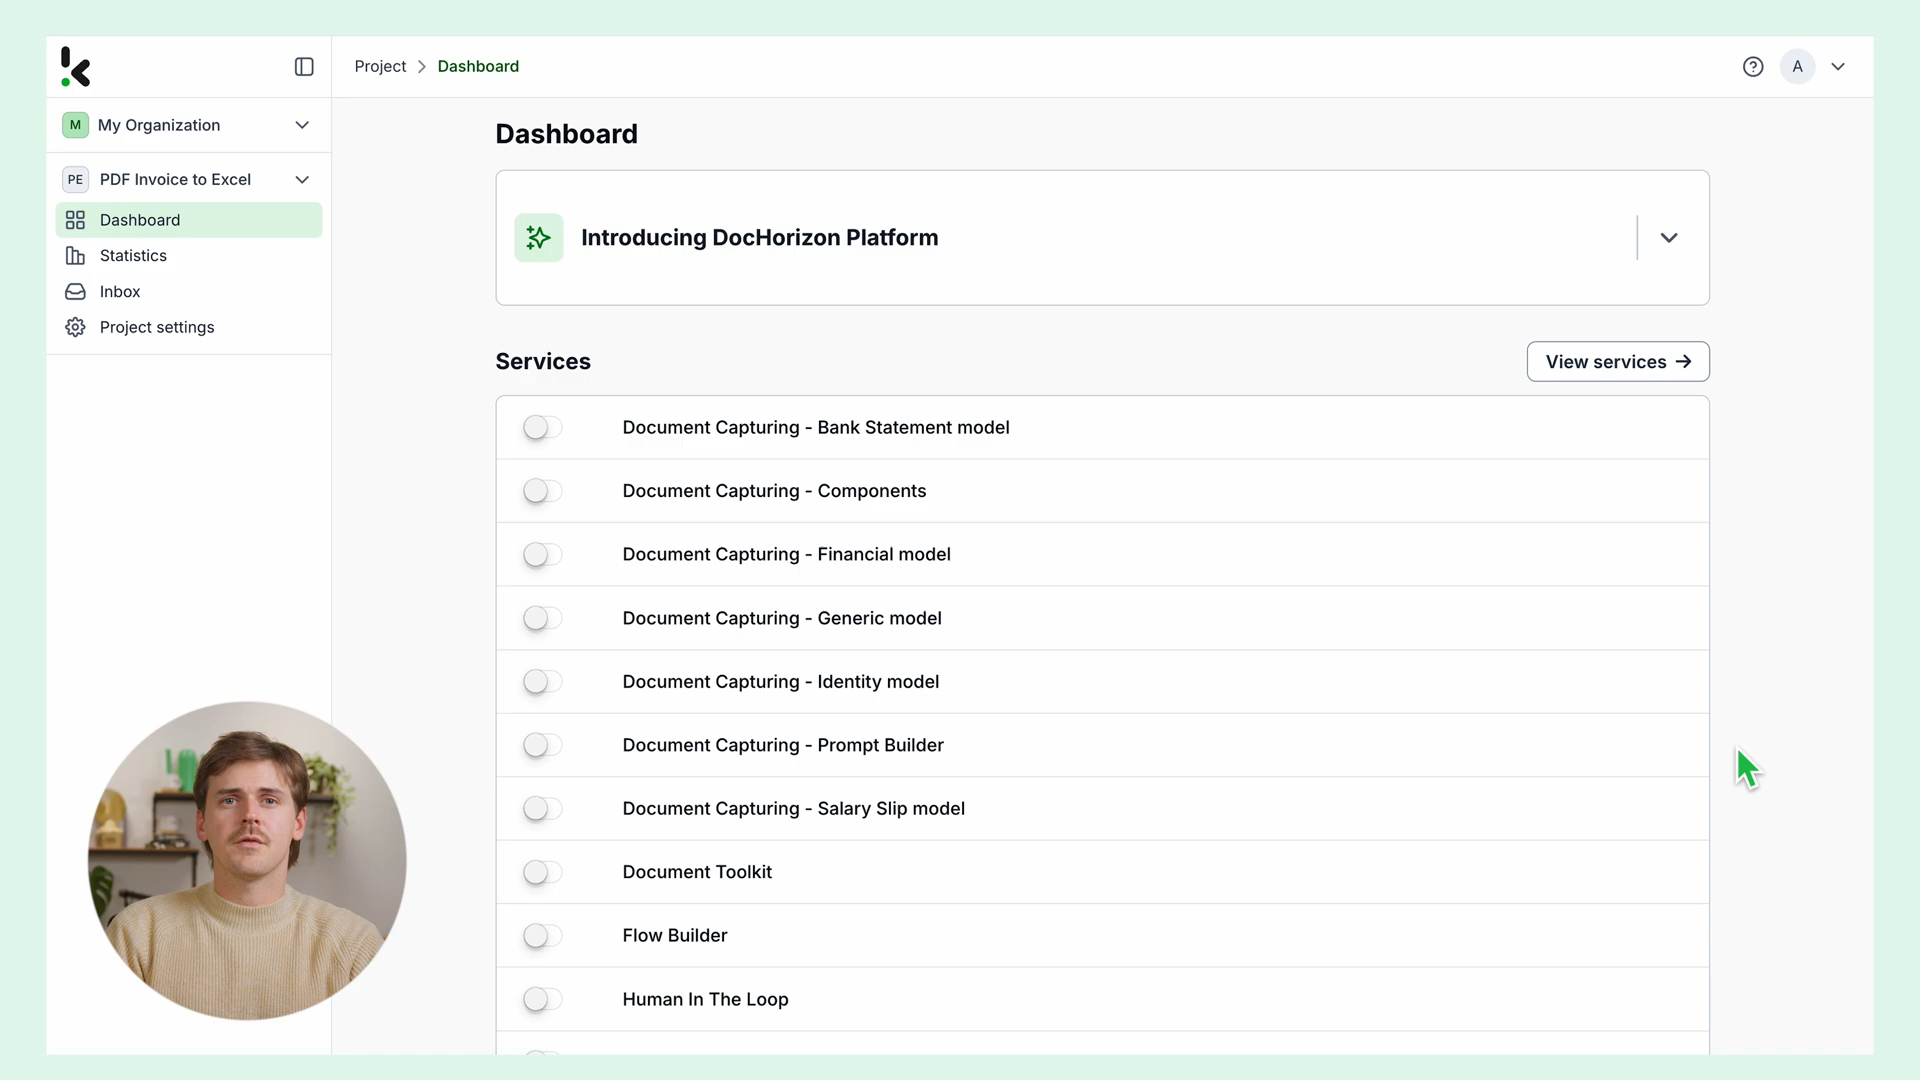 Project > Dashboard
A
M My Organization
PE PDF Invoice to Excel
Dashboard
Statistics
Inbox
Project settings
Dashboard
Introducing DocHorizon Platform
Services
View services →
Document Capturing - Bank Statement model
Document Capturing - Components
Document Capturing - Financial model
Document Capturing - Generic model
Document Capturing - Identity model
Document Capturing - Prompt Builder
Document Capturing - Salary Slip model
Document Toolkit
Flow Builder
Human In The Loop